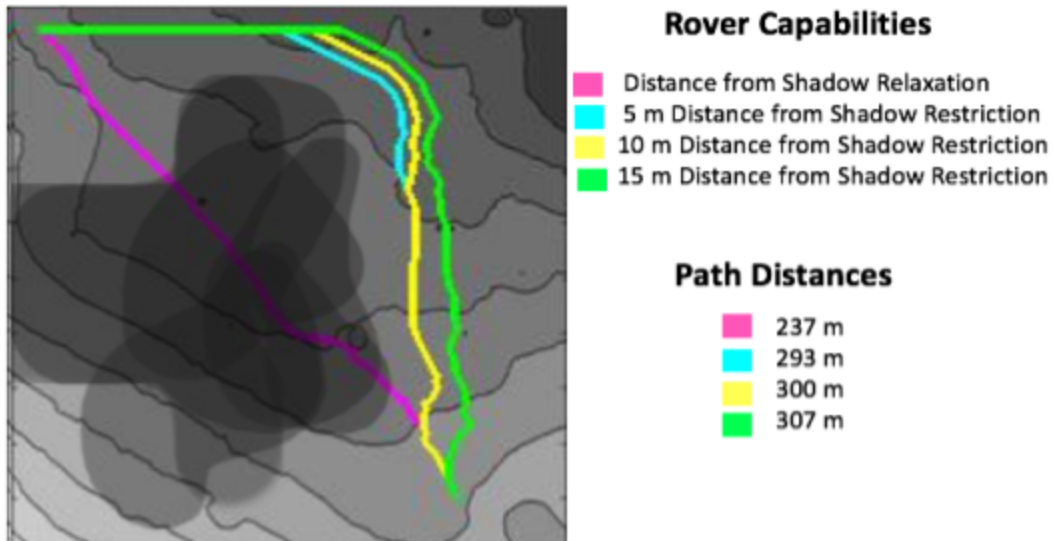 Rover Capabilities
Distance from Shadow Relaxation
5 m Distance from Shadow Restriction
10 m Distance from Shadow Restriction
15 m Distance from Shadow Restriction
Path Distances
237 m
293 m
300 m
307 m